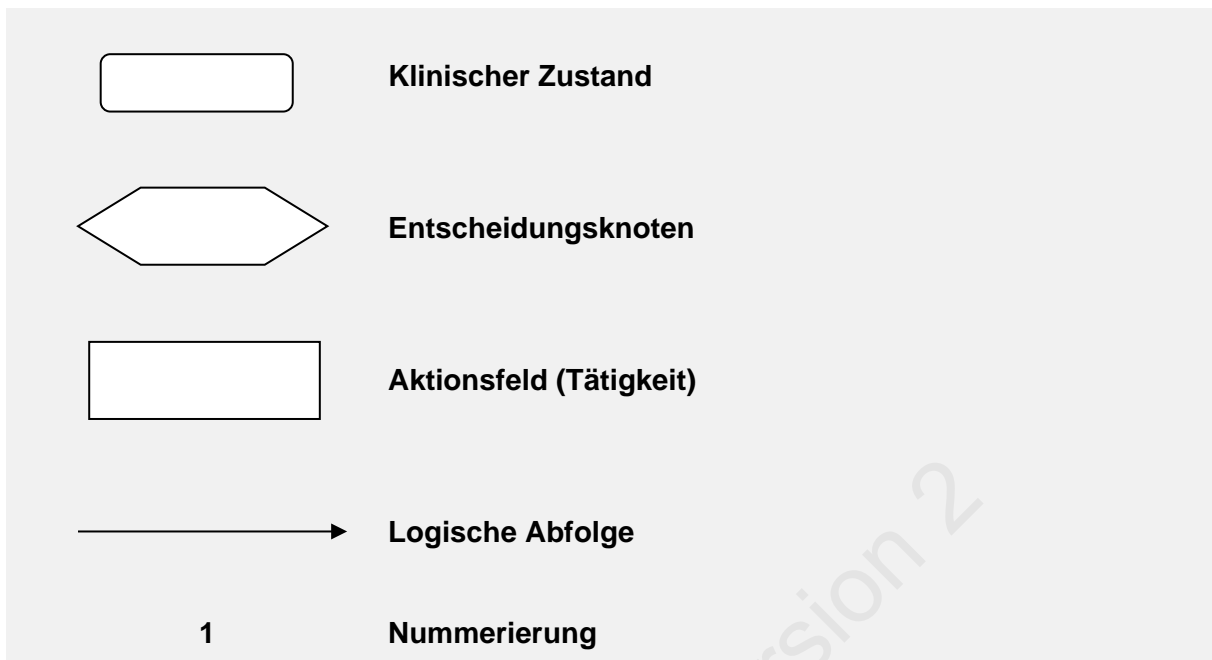 Klinischer Zustand
Entscheidungsknoten
Aktionsfeld (Tätigkeit)
Logische Abfolge
1 Nummerierung